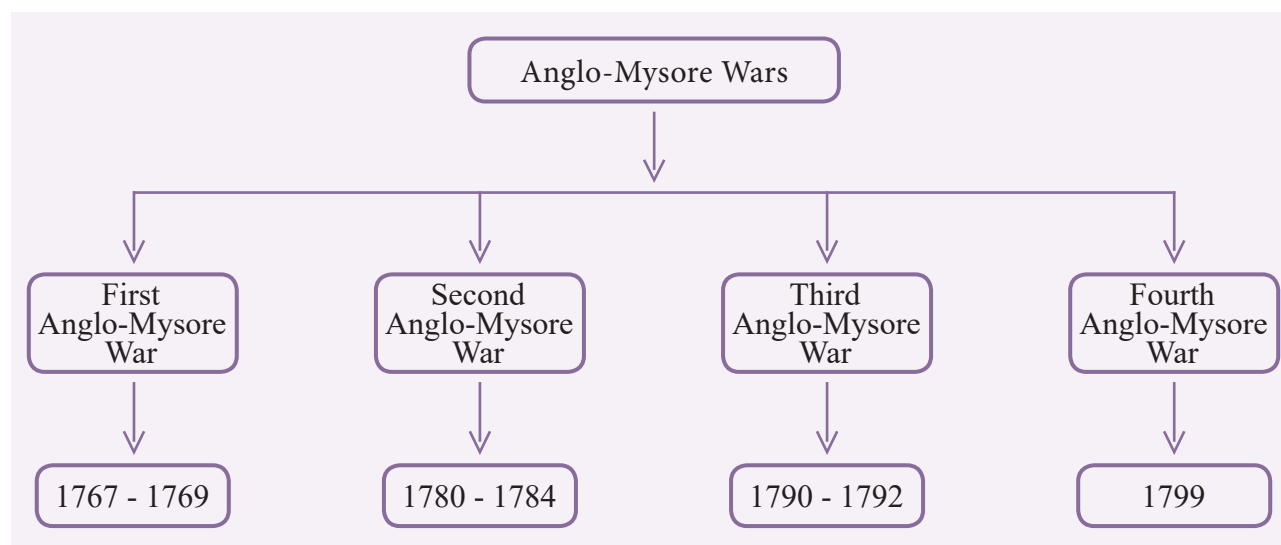 Anglo-Mysore Wars
First
Anglo-Mysore
War
Second
Anglo-Mysore
War
Third
Anglo-Mysore
War
Fourth
Anglo-Mysore
War
1767 - 1769
1780 - 1784
1790 - 1792
1799